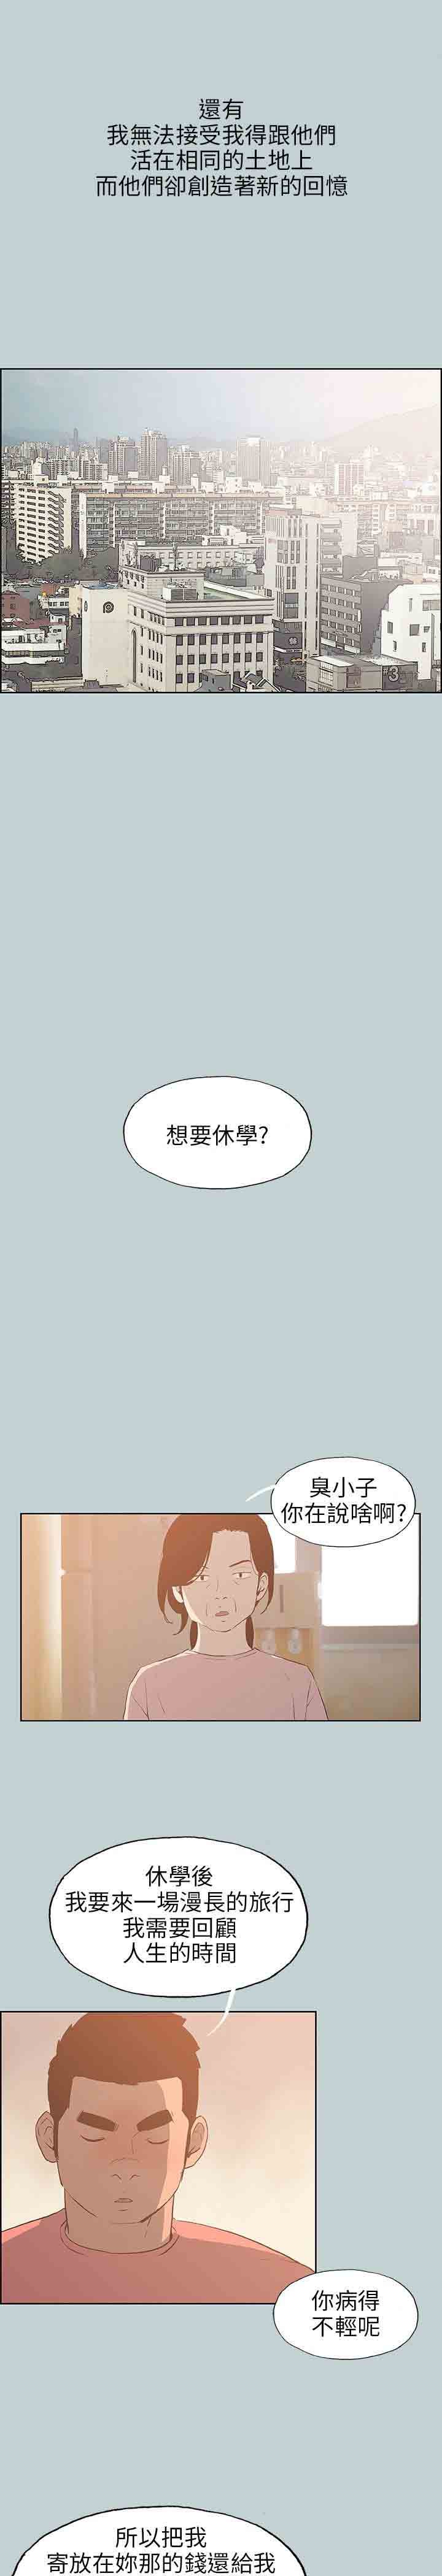 還有
我無法接受我得跟他們
活在相同的土地上
而他們卻創造著新的回憶
3
想要休學?
臭小子
你在說啥啊?
休學後
我要來一場漫長的旅行
我需要回顧
人生的時間
你病得
不輕呢
所以把我
寄放在妳那的錢還給我